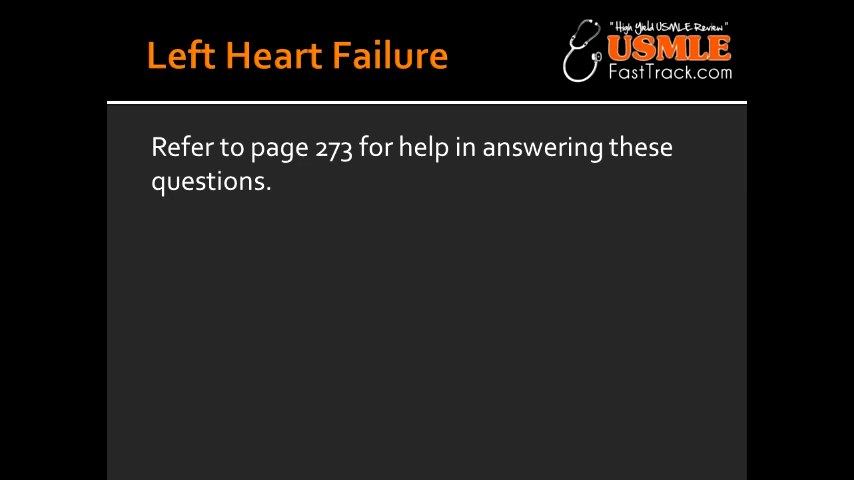 Left Heart Failure
"High Yield USMLE Review"
USMLE
FastTrack.com
Refer to page 273 for help in answering these
questions.